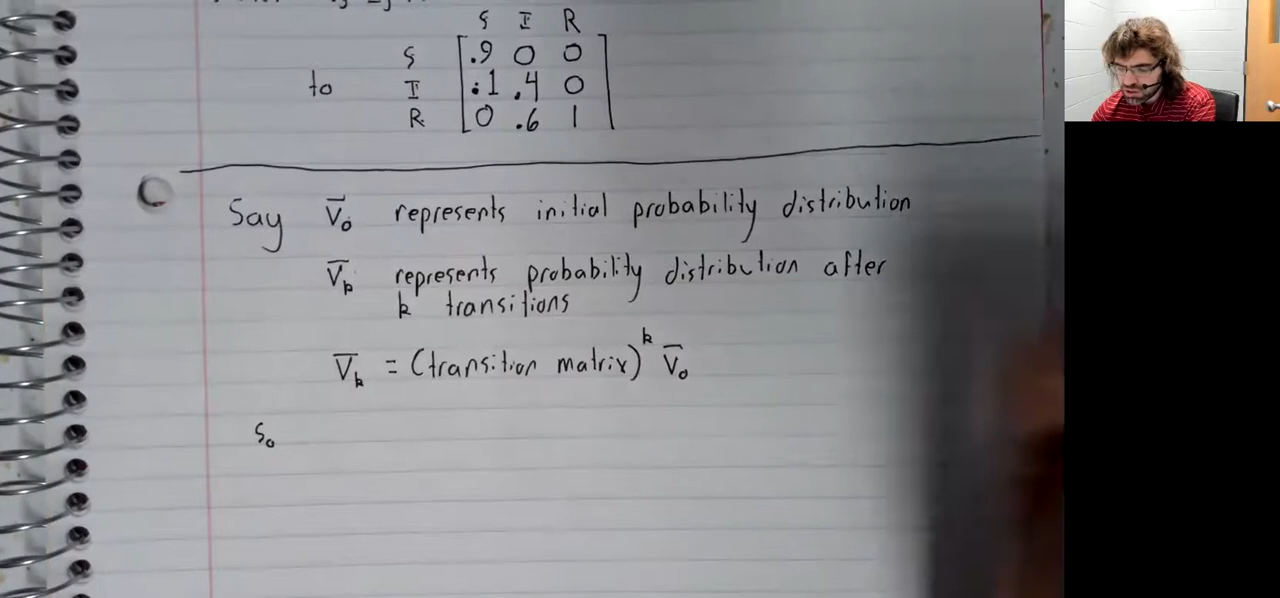 S I R
S [.9 0 0
to I .1 .4 0
R 0 .6 1]
Say V̅₀ represents initial probability distribution
V̅ₖ represents probability distribution after
k transitions
V̅ₖ = (transition matrix)ᵏ V̅₀
So